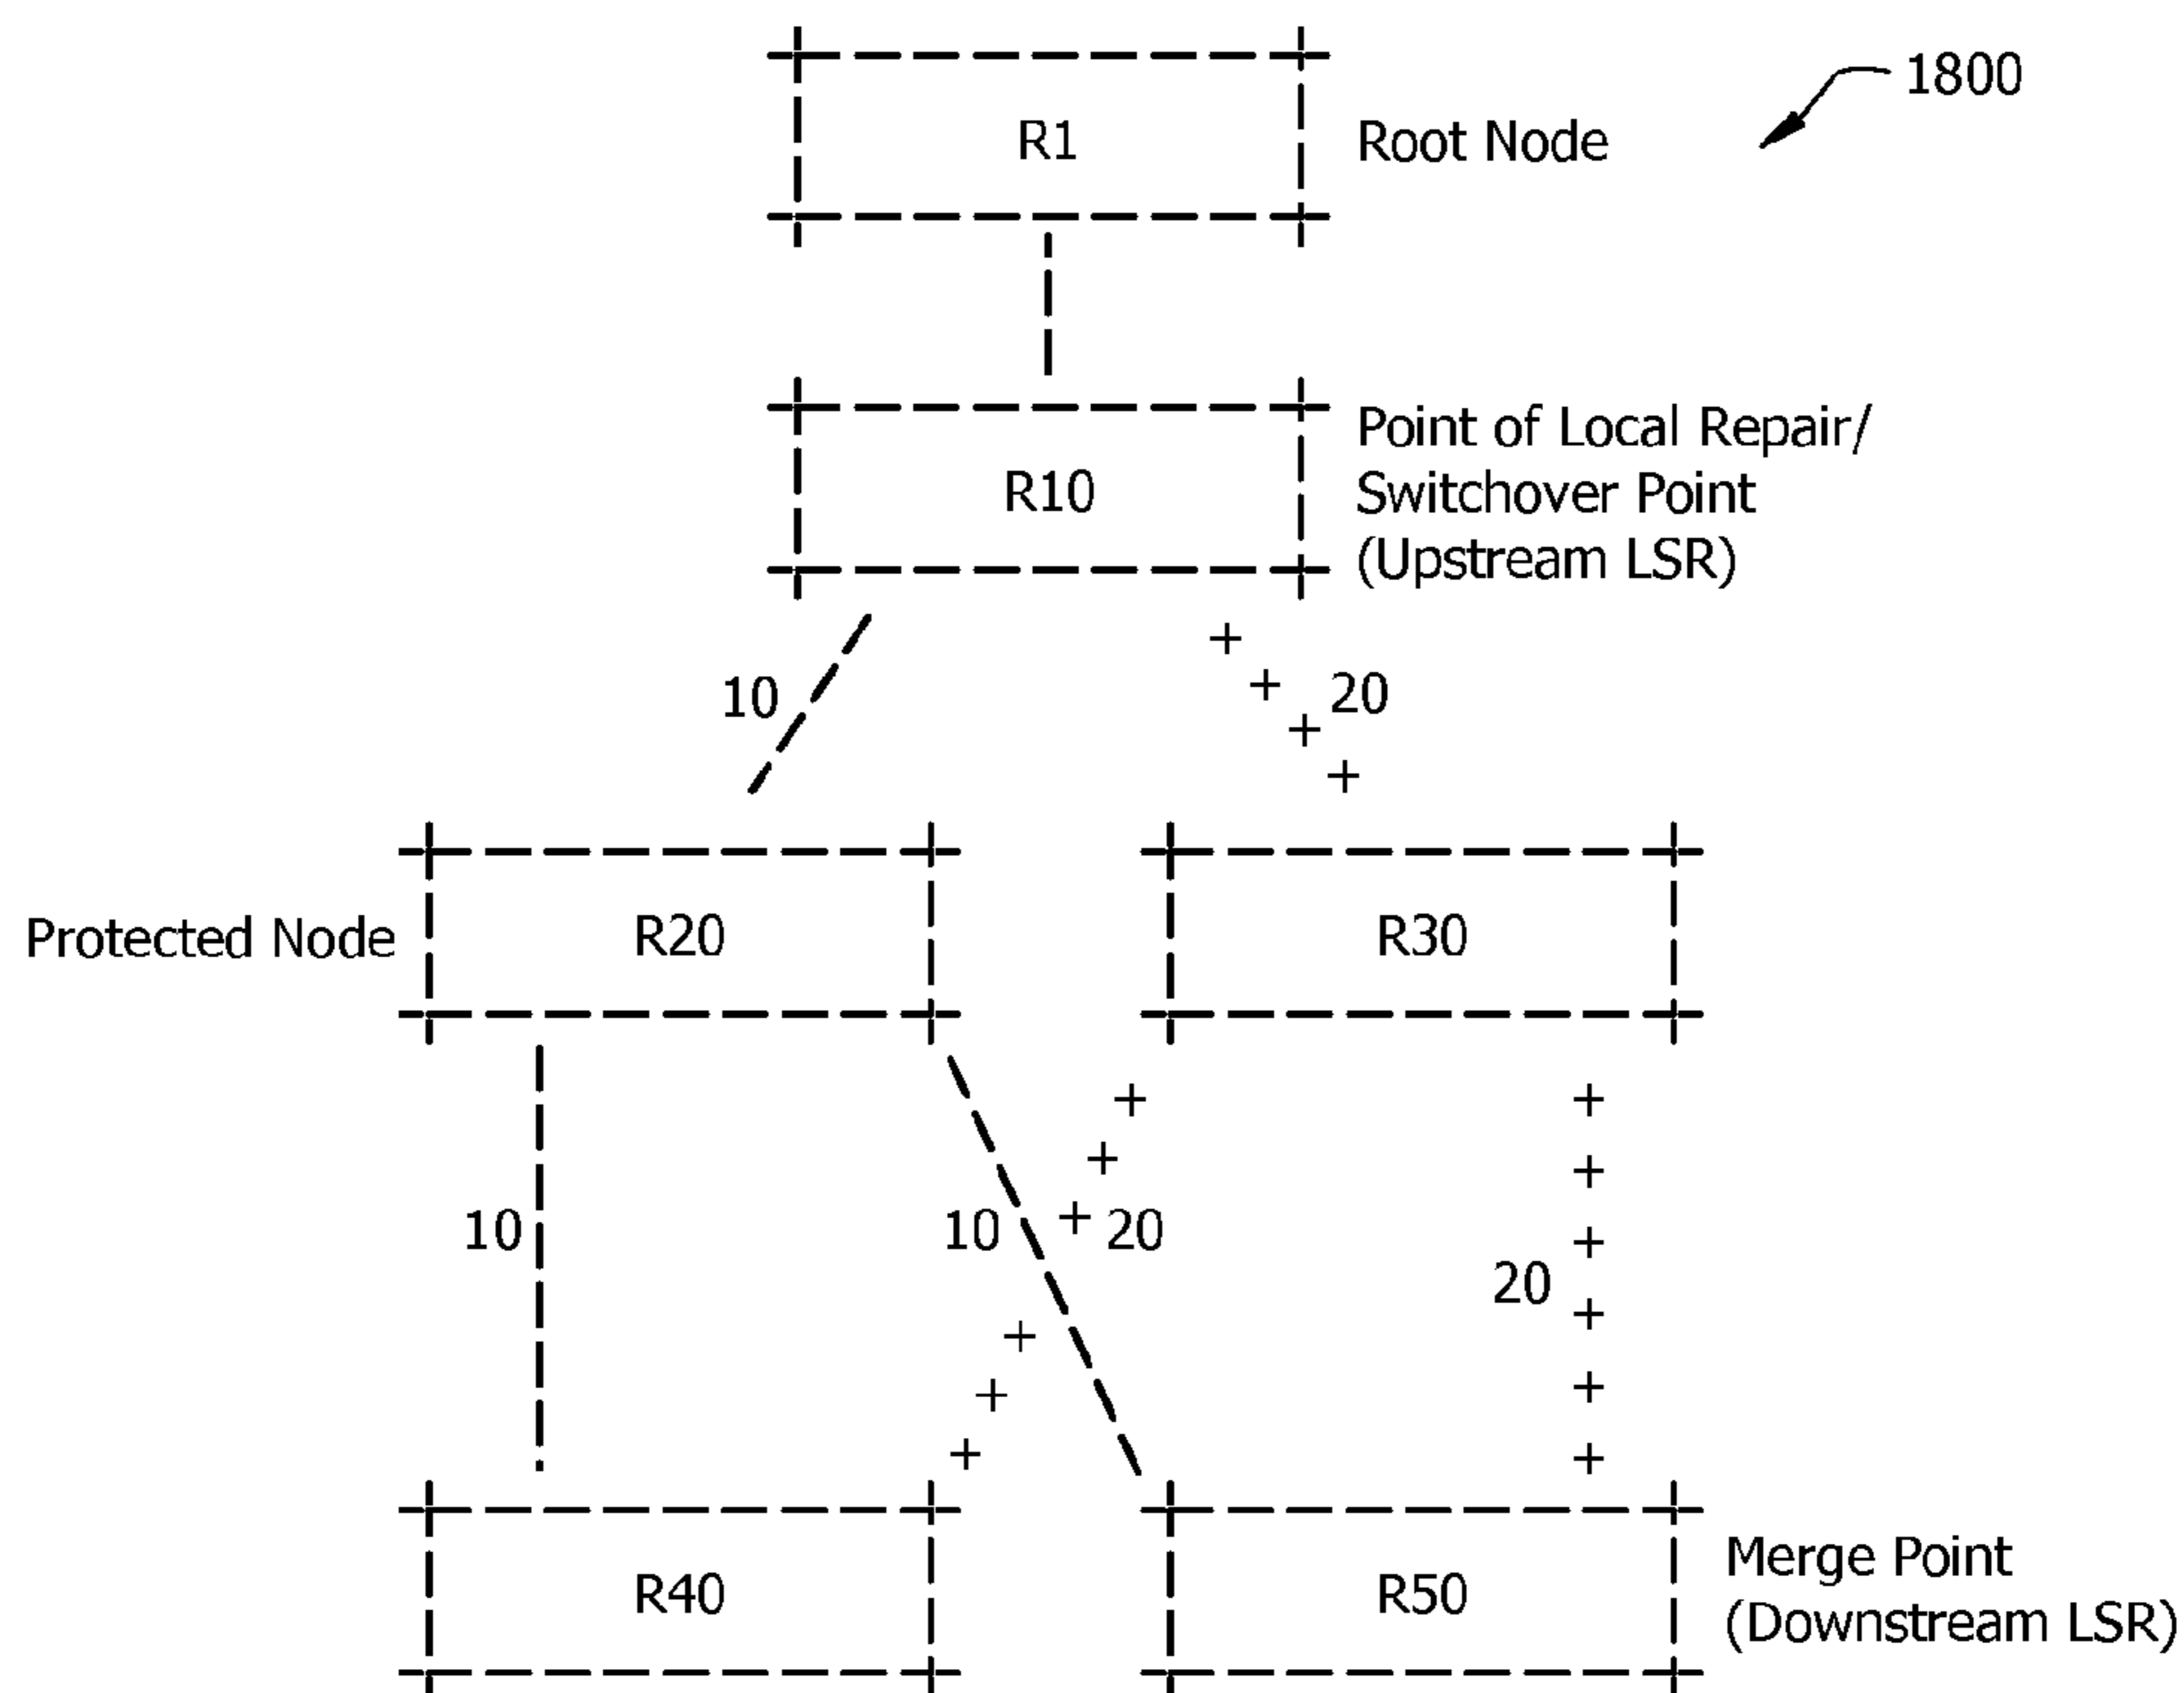 1800
R1
Root Node
R10
Point of Local Repair/
Switchover Point
(Upstream LSR)
10
20
Protected Node
R20
R30
10
10
20
20
R40
R50
Merge Point
(Downstream LSR)